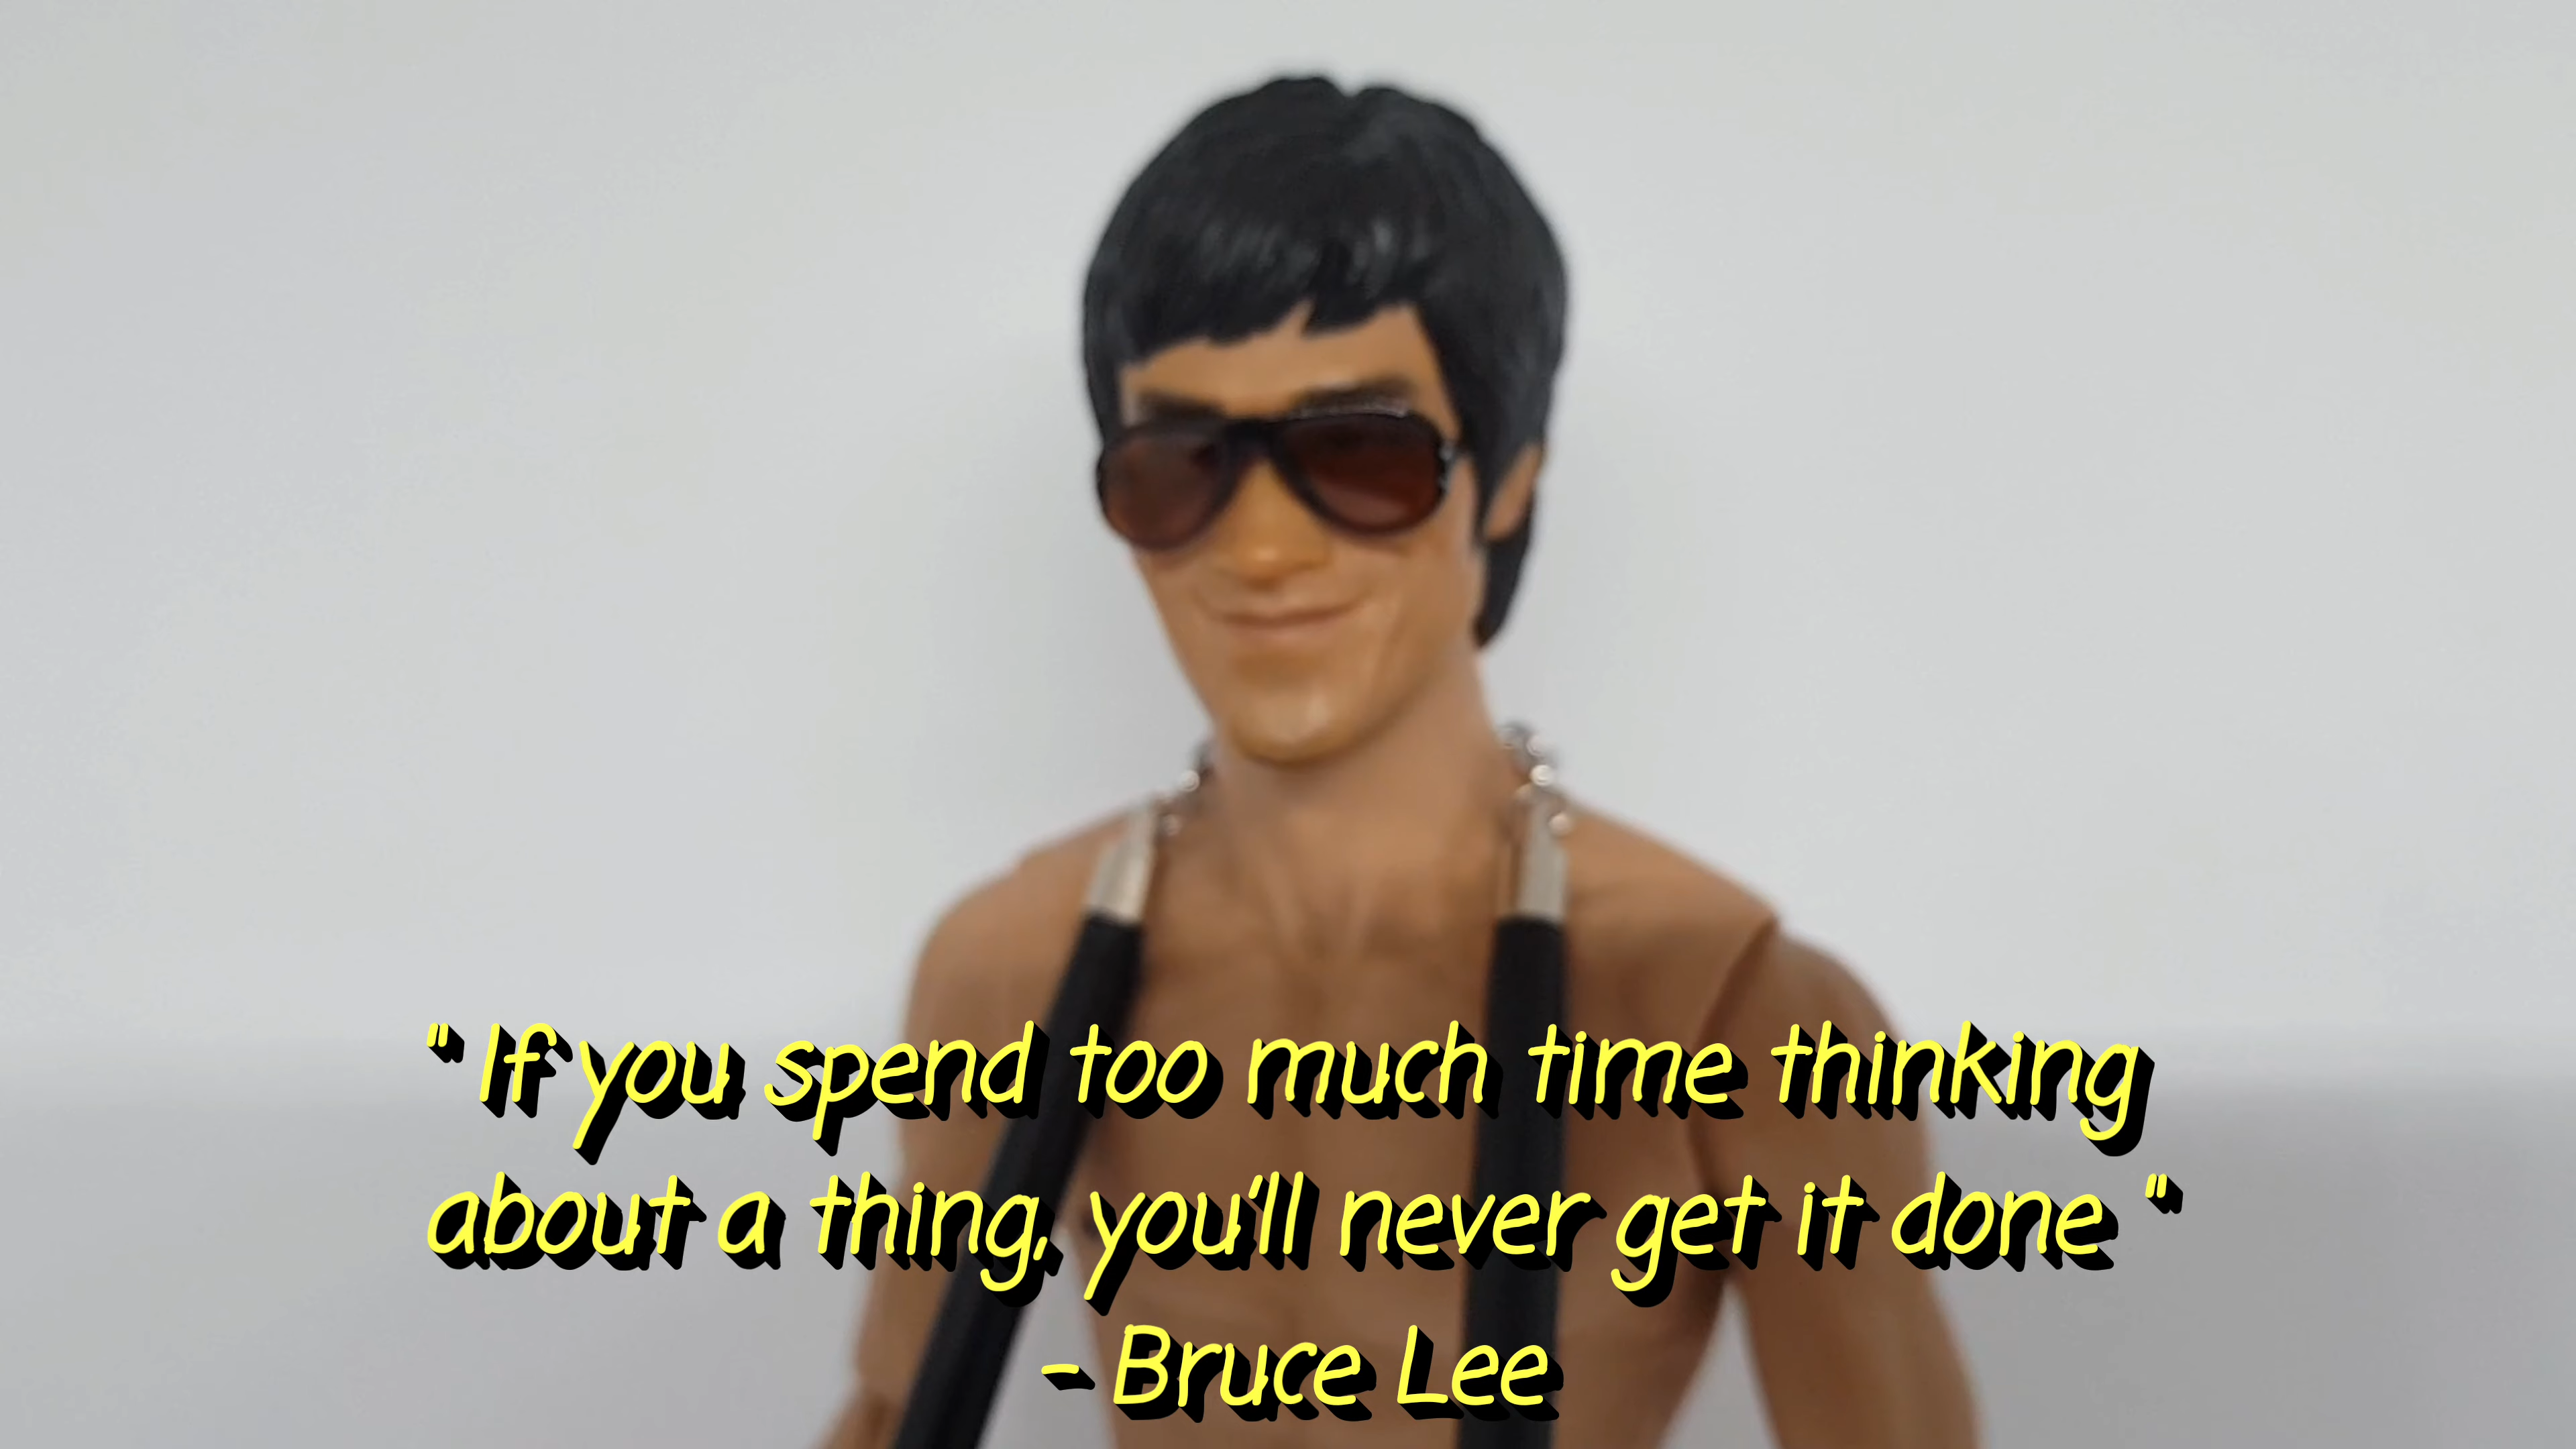 " If you spend too much time thinking
about a thing, you'll never get it done "
- Bruce Lee